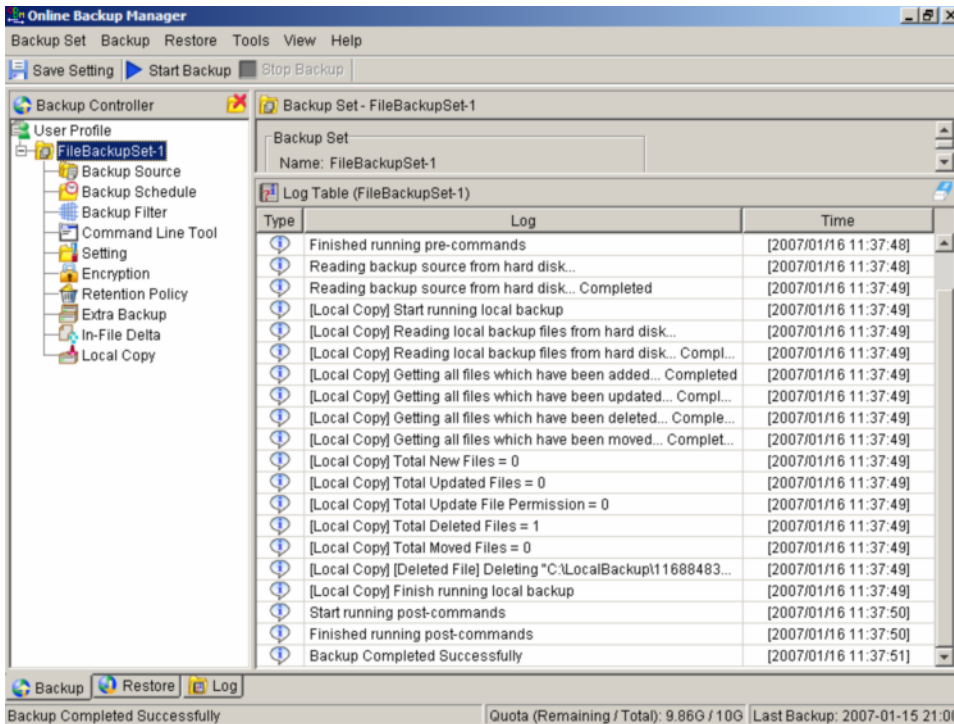 Online Backup Manager
Backup Set Backup Restore Tools View Help
Save Setting Start Backup Stop Backup
Backup Controller
User Profile
FileBackupSet-1
Backup Source
Backup Schedule
Backup Filter
Command Line Tool
Setting
Encryption
Retention Policy
Extra Backup
In-File Delta
Local Copy
Backup Set - FileBackupSet-1
Backup Set
Name: FileBackupSet-1
Log Table (FileBackupSet-1)
Type Log Time
Finished running pre-commands [2007/01/16 11:37:48]
Reading backup source from hard disk... [2007/01/16 11:37:48]
Reading backup source from hard disk... Completed [2007/01/16 11:37:49]
[Local Copy] Start running local backup [2007/01/16 11:37:49]
[Local Copy] Reading local backup files from hard disk... [2007/01/16 11:37:49]
[Local Copy] Reading local backup files from hard disk... Compl... [2007/01/16 11:37:49]
[Local Copy] Getting all files which have been added... Completed [2007/01/16 11:37:49]
[Local Copy] Getting all files which have been updated... Compl... [2007/01/16 11:37:49]
[Local Copy] Getting all files which have been deleted... Comple... [2007/01/16 11:37:49]
[Local Copy] Getting all files which have been moved... Complet... [2007/01/16 11:37:49]
[Local Copy] Total New Files = 0 [2007/01/16 11:37:49]
[Local Copy] Total Updated Files = 0 [2007/01/16 11:37:49]
[Local Copy] Total Update File Permission = 0 [2007/01/16 11:37:49]
[Local Copy] Total Deleted Files = 1 [2007/01/16 11:37:49]
[Local Copy] Total Moved Files = 0 [2007/01/16 11:37:49]
[Local Copy] [Deleted File] Deleting "C:\LocalBackup\11688483... [2007/01/16 11:37:49]
[Local Copy] Finish running local backup [2007/01/16 11:37:49]
Start running post-commands [2007/01/16 11:37:50]
Finished running post-commands [2007/01/16 11:37:50]
Backup Completed Successfully [2007/01/16 11:37:51]
Backup Restore Log
Backup Completed Successfully Quota (Remaining / Total): 9.86G / 10G Last Backup: 2007-01-15 21:00